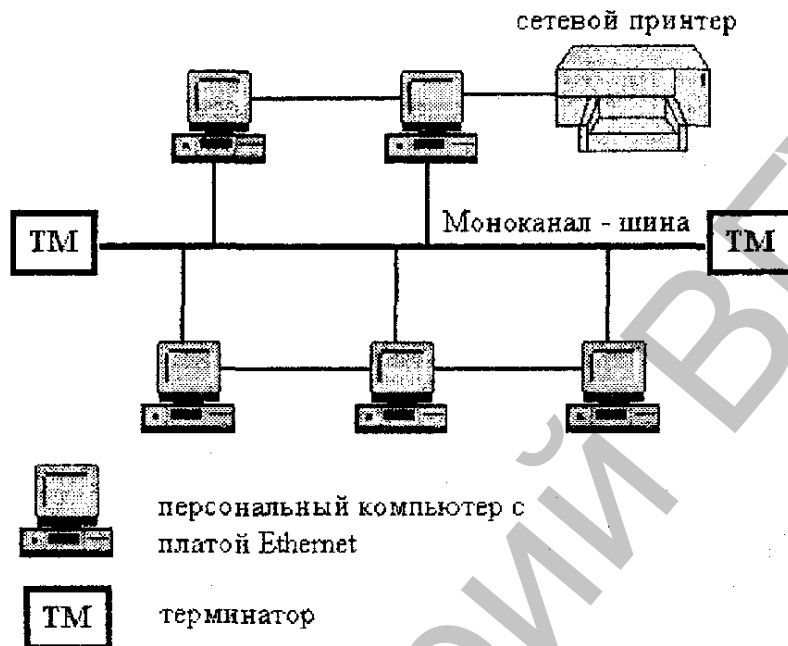 сетевой принтер
Моноканал - шина
ТМ
ТМ
персональный компьютер с
платой Ethernet
ТМ
терминатор